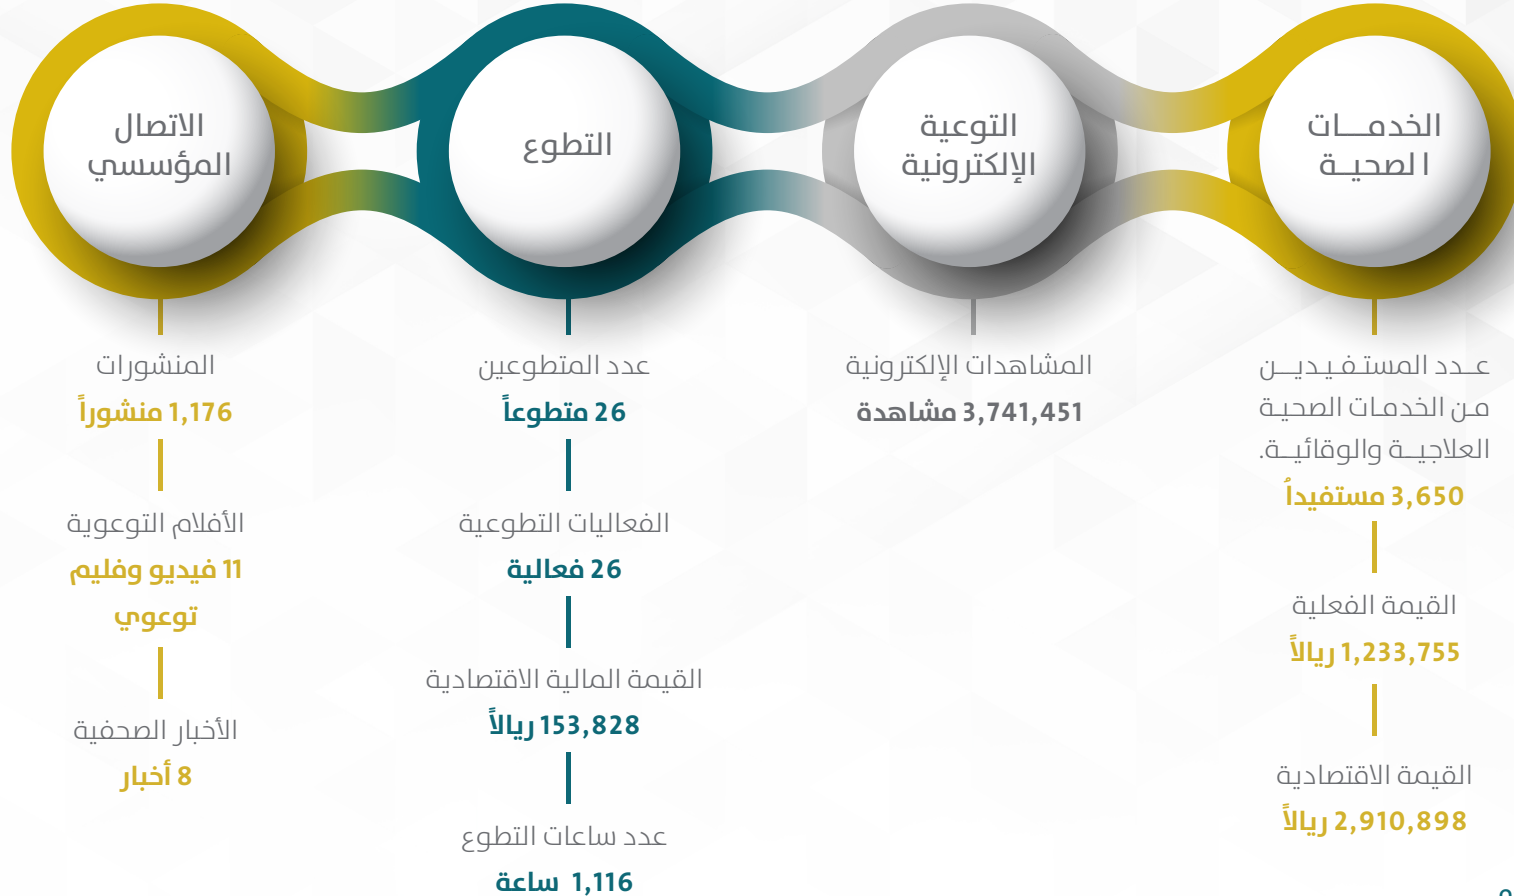 الخدمـــات
الصحيــة
عــدد المستـفـيـديــن
مـن الخدمـات الصحيـة
العلاجيــة والوقائيــة.
3,650 مستفيداُ
القيمة الفعلية
1,233,755 ريالاً
القيمة الاقتصادية
2,910,898 ريالاً
التوعية
الإلكترونية
المشاهدات الإلكترونية
3,741,451 مشاهدة
التطوع
عدد المتطوعين
26 متطوعاً
الفعاليات التطوعية
26 فعالية
القيمة المالية الاقتصادية
153,828 ريالاً
عدد ساعات التطوع
1,116 ساعة
الاتصال
المؤسسي
المنشورات
1,176 منشوراً
الأفلام التوعوية
11 فيديو وفليم
توعوي
الأخبار الصحفية
8 أخبار